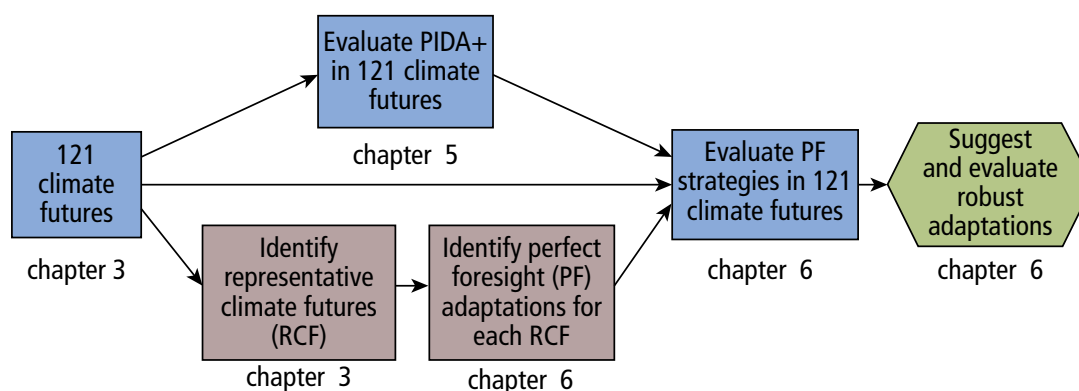 Evaluate PIDA+
in 121 climate
futures
chapter 5
121
climate
futures
chapter 3
Identify
representative
climate futures
(RCF)
chapter 3
Identify perfect
foresight (PF)
adaptations for
each RCF
chapter 6
Evaluate PF
strategies in 121
climate futures
chapter 6
Suggest
and evaluate
robust
adaptations
chapter 6